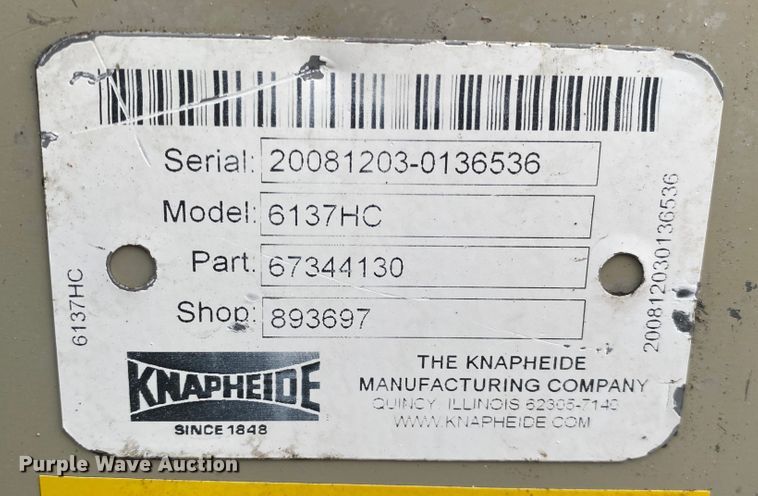 Serial: 20081203-0136536
Model: 6137HC
Part: 67344130
Shop: 893697
6137HC
200812030136536
KNAPHEIDE
SINCE 1848
THE KNAPHEIDE
MANUFACTURING COMPANY
QUINCY, ILLINOIS 62305-7140
WWW.KNAPHEIDE.COM
Purple Wave Auction